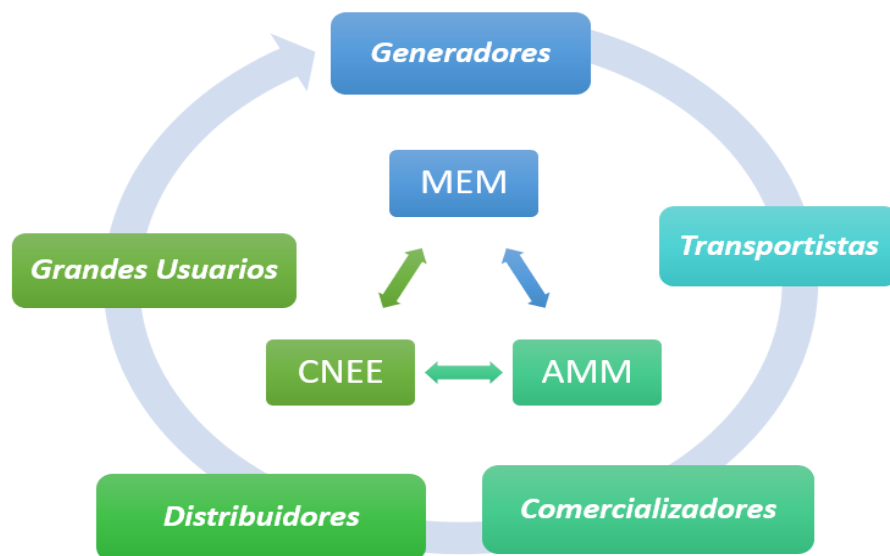 Generadores
MEM
Transportistas
Grandes Usuarios
CNEE
AMM
Distribuidores
Comercializadores